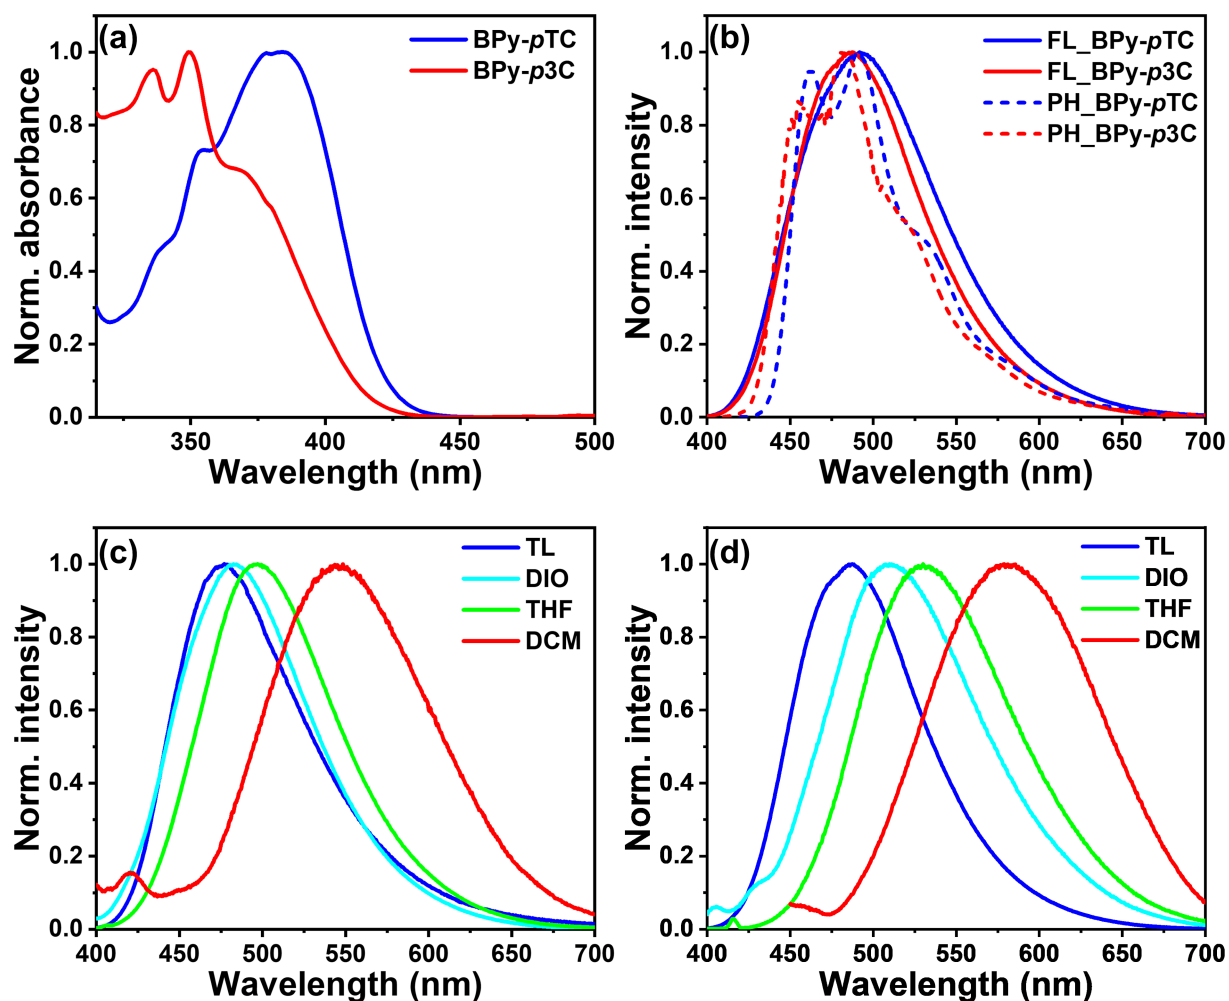 (a)
BPy-pTC
BPy-p3C
Norm. absorbance
1.0
0.8
0.6
0.4
0.2
0.0
350
400
450
500
Wavelength (nm)
(b)
FL_BPy-pTC
FL_BPy-p3C
PH_BPy-pTC
PH_BPy-p3C
Norm. intensity
1.0
0.8
0.6
0.4
0.2
0.0
400
450
500
550
600
650
700
Wavelength (nm)
(c)
TL
DIO
THF
DCM
Norm. intensity
1.0
0.8
0.6
0.4
0.2
0.0
400
450
500
550
600
650
700
Wavelength (nm)
(d)
TL
DIO
THF
DCM
Norm. intensity
1.0
0.8
0.6
0.4
0.2
0.0
400
450
500
550
600
650
700
Wavelength (nm)